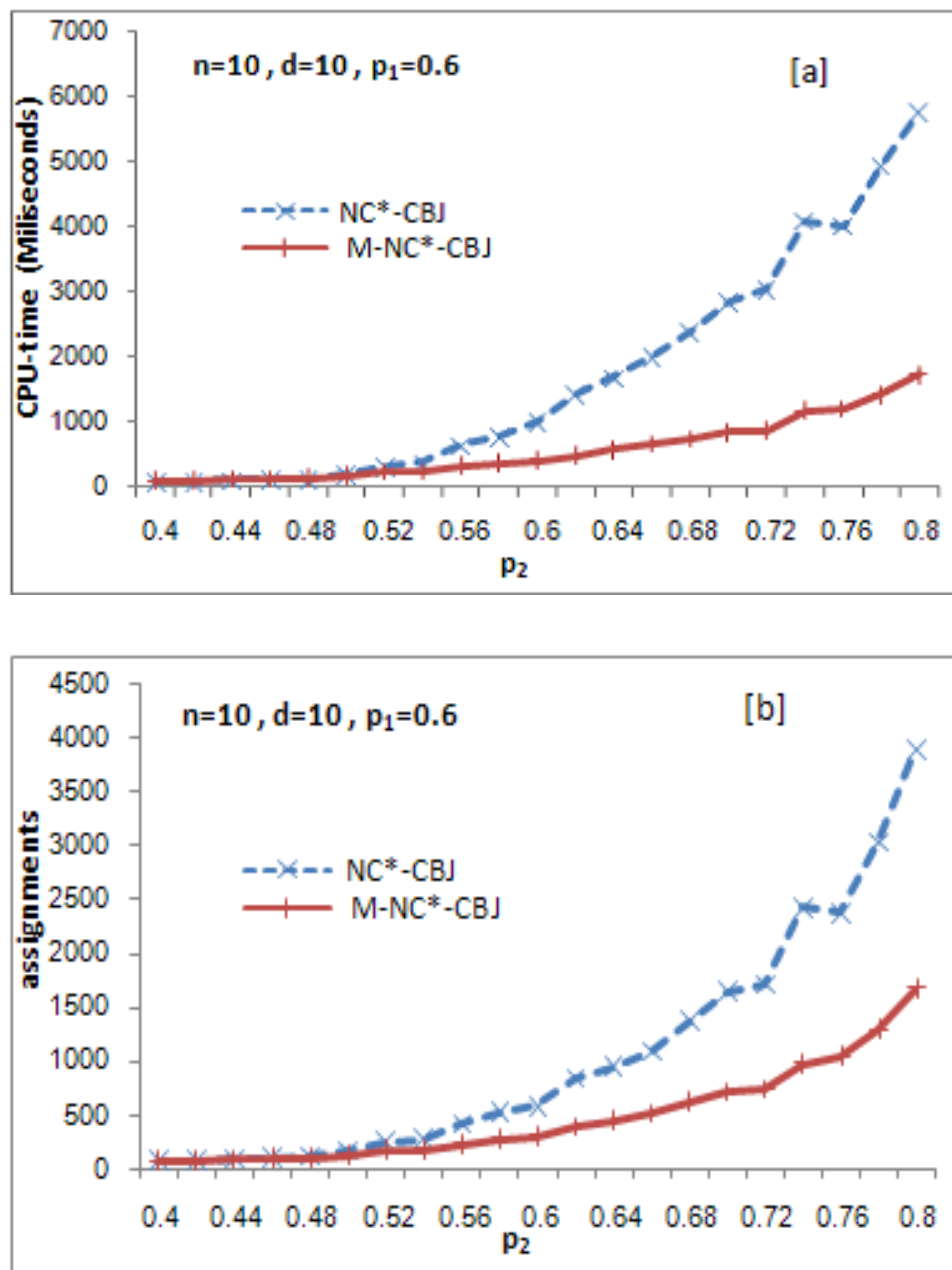 7000
n=10 , d=10 , p₁=0.6
[a]
6000
5000
4000
3000
2000
1000
0
CPU-time (Miliseconds)
NC*-CBJ
M-NC*-CBJ
0.4 0.44 0.48 0.52 0.56 0.6 0.64 0.68 0.72 0.76 0.8
p₂
4500
n=10 , d=10 , p₁=0.6
[b]
4000
3500
3000
2500
2000
1500
1000
500
0
assignments
NC*-CBJ
M-NC*-CBJ
0.4 0.44 0.48 0.52 0.56 0.6 0.64 0.68 0.72 0.76 0.8
p₂